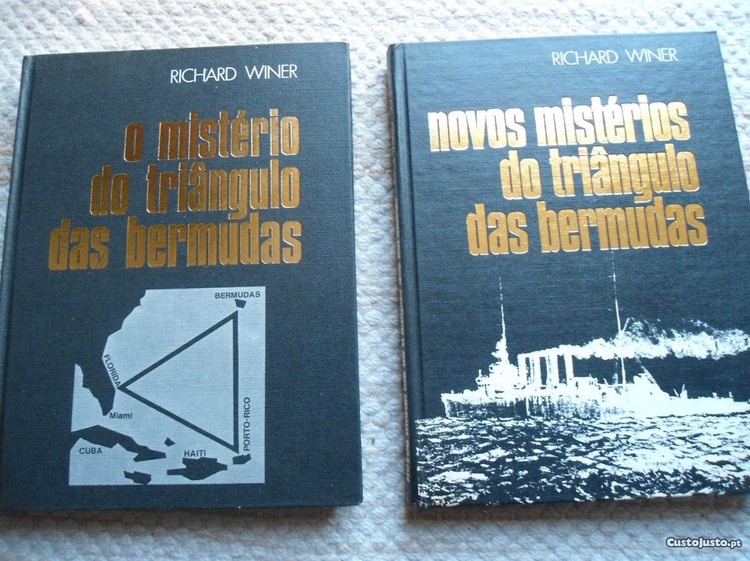 RICHARD WINER
o mistério
do triângulo
das bermudas
BERMUDAS
FLORIDA
Miami
CUBA
HAITI
PORTO-RICO
RICHARD WINER
novos mistérios
do triângulo
das bermudas
CustoJusto.pt